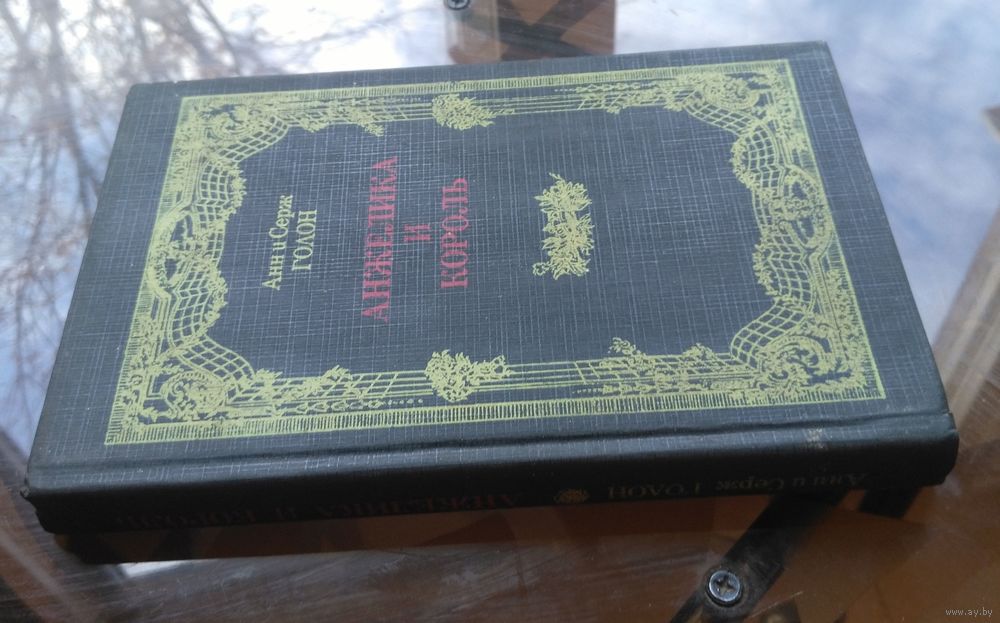 Анн и Серж
ГОЛОН
АНЖЕЛИКА
И
КОРОЛЬ
Анн и Серж ГОЛОН АНЖЕЛИКА И КОРОЛЬ
www.ay.by